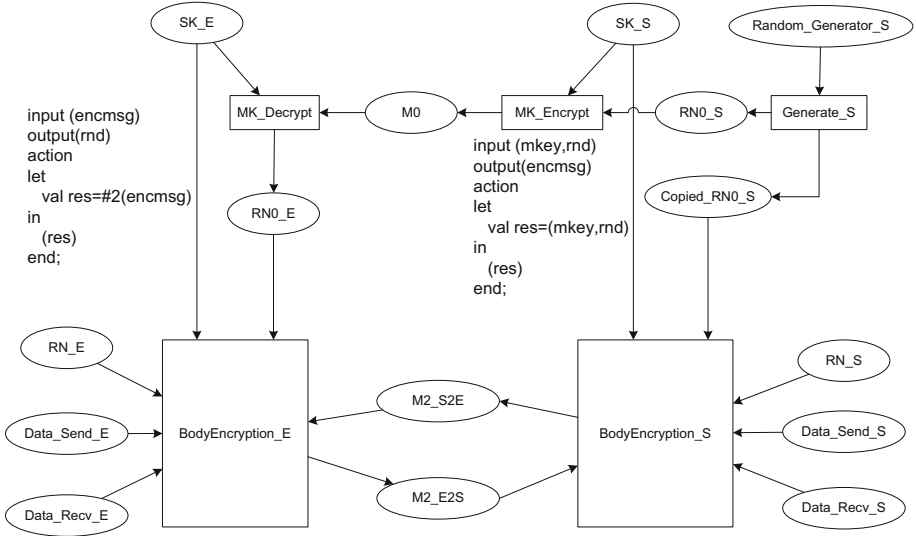 SK_E
SK_S
Random_Generator_S
MK_Decrypt
M0
MK_Encrypt
RN0_S
Generate_S
input (encmsg)
output(rnd)
action
let
val res=#2(encmsg)
in
(res)
end;
input (mkey,rnd)
output(encmsg)
action
let
val res=(mkey,rnd)
in
(res)
end;
RN0_E
Copied_RN0_S
RN_E
RN_S
M2_S2E
Data_Send_E
BodyEncryption_E
BodyEncryption_S
Data_Send_S
M2_E2S
Data_Recv_E
Data_Recv_S